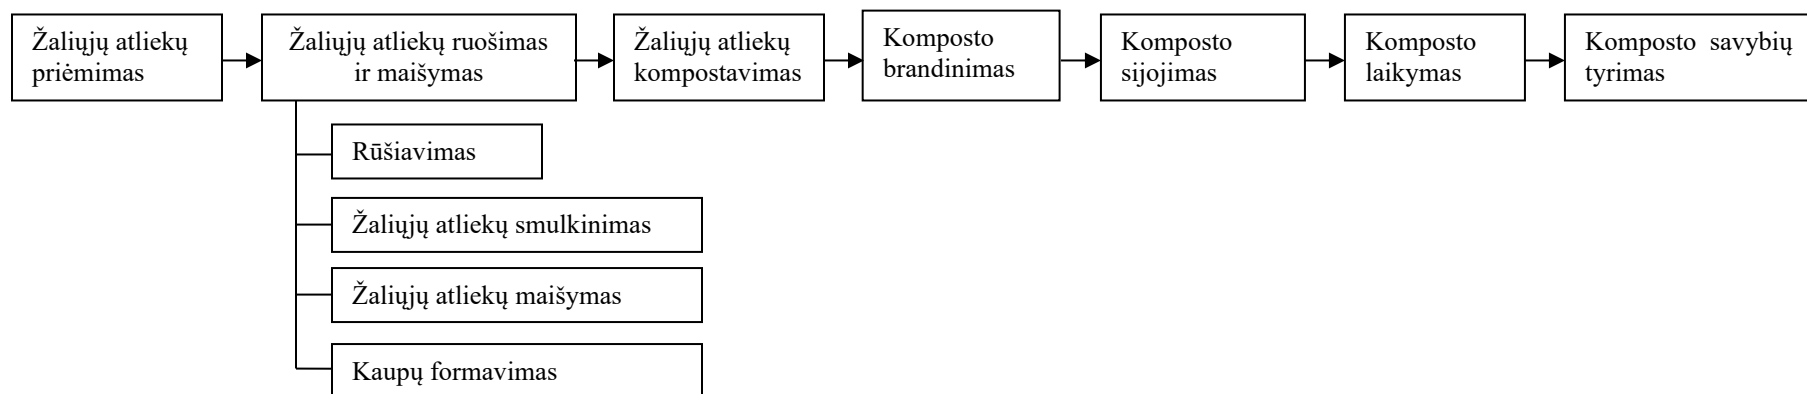 Žaliųjų atliekų
priėmimas
Žaliųjų atliekų ruošimas
ir maišymas
Žaliųjų atliekų
kompostavimas
Komposto
brandinimas
Komposto
sijojimas
Komposto
laikymas
Komposto savybių
tyrimas
Rūšiavimas
Žaliųjų atliekų smulkinimas
Žaliųjų atliekų maišymas
Kaupų formavimas